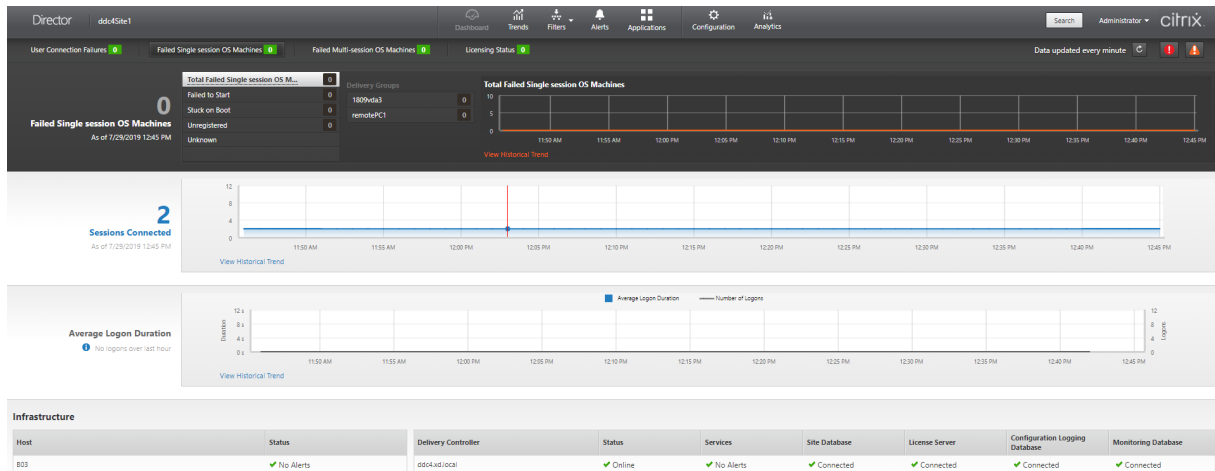 Director ddc4Site1 Dashboard Trends Filters Alerts Applications Configuration Analytics Search Administrator citrix
User Connection Failures 0 Failed Single session OS Machines 0 Failed Multi-session OS Machines 0 Licensing Status 0 Data updated every minute
0
Failed Single session OS Machines
As of 7/29/2019 12:45 PM
Total Failed Single session OS M... 0
Failed to Start 0
Stuck on Boot 0
Unregistered 0
Unknown
Delivery Groups
1809vda3 0
remotePC1 0
Total Failed Single session OS Machines
10
5
0
11:50 AM 11:55 AM 12:00 PM 12:05 PM 12:10 PM 12:15 PM 12:20 PM 12:25 PM 12:30 PM 12:35 PM 12:40 PM 12:45 PM
View Historical Trend
2
Sessions Connected
As of 7/29/2019 12:45 PM
12
8
4
0
11:50 AM 11:55 AM 12:00 PM 12:05 PM 12:10 PM 12:15 PM 12:20 PM 12:25 PM 12:30 PM 12:35 PM 12:40 PM 12:45 PM
View Historical Trend
Average Logon Duration
No logons over last hour
Average Logon Duration Number of Logons
Duration
12 s
8 s
4 s
0 s
12
8
4
0
Logons
11:50 AM 11:55 AM 12:00 PM 12:05 PM 12:10 PM 12:15 PM 12:20 PM 12:25 PM 12:30 PM 12:35 PM 12:40 PM 12:45 PM
View Historical Trend
Infrastructure
Host Status Delivery Controller Status Services Site Database License Server Configuration Logging Database Monitoring Database
B03 No Alerts ddc4.xd.local Online No Alerts Connected Connected Connected Connected